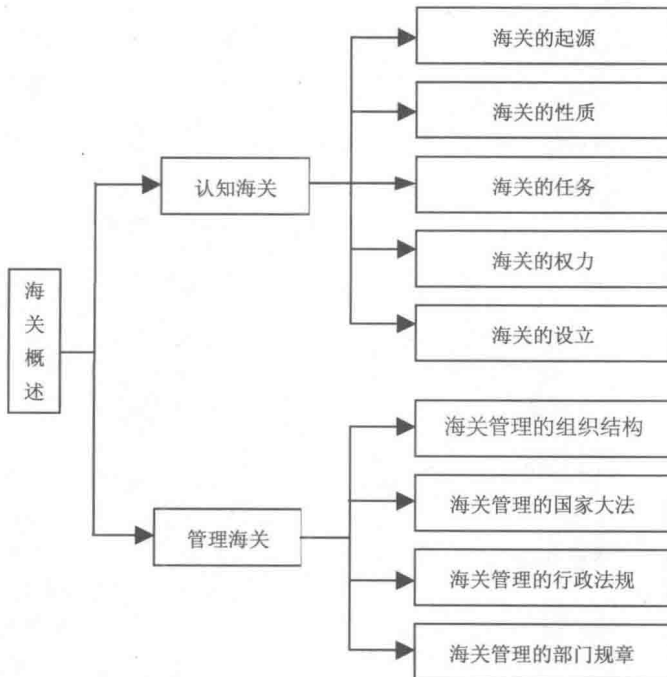 海关概述
认知海关
海关的起源
海关的性质
海关的任务
海关的权力
海关的设立
管理海关
海关管理的组织结构
海关管理的国家大法
海关管理的行政法规
海关管理的部门规章